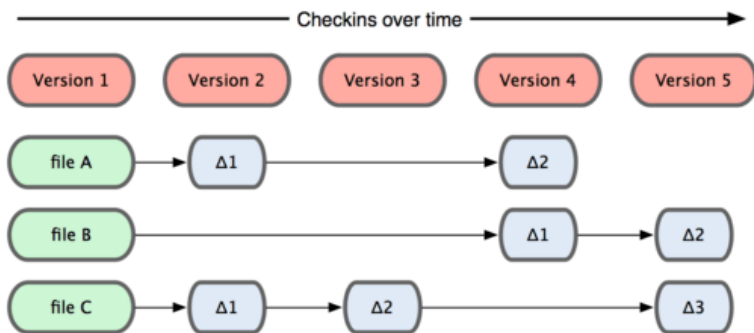 Checkins over time
Version 1 Version 2 Version 3 Version 4 Version 5
file A Δ1 Δ2
file B Δ1 Δ2
file C Δ1 Δ2 Δ3